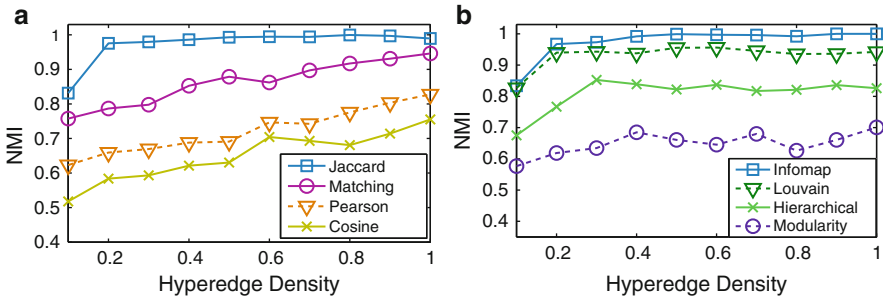 a
1
0.9
0.8
0.7
0.6
0.5
0.4
NMI
0.2
0.4
0.6
0.8
1
Hyperedge Density
Jaccard
Matching
Pearson
Cosine
b
1
0.9
0.8
0.7
0.6
0.5
0.4
NMI
0.2
0.4
0.6
0.8
1
Hyperedge Density
Infomap
Louvain
Hierarchical
Modularity